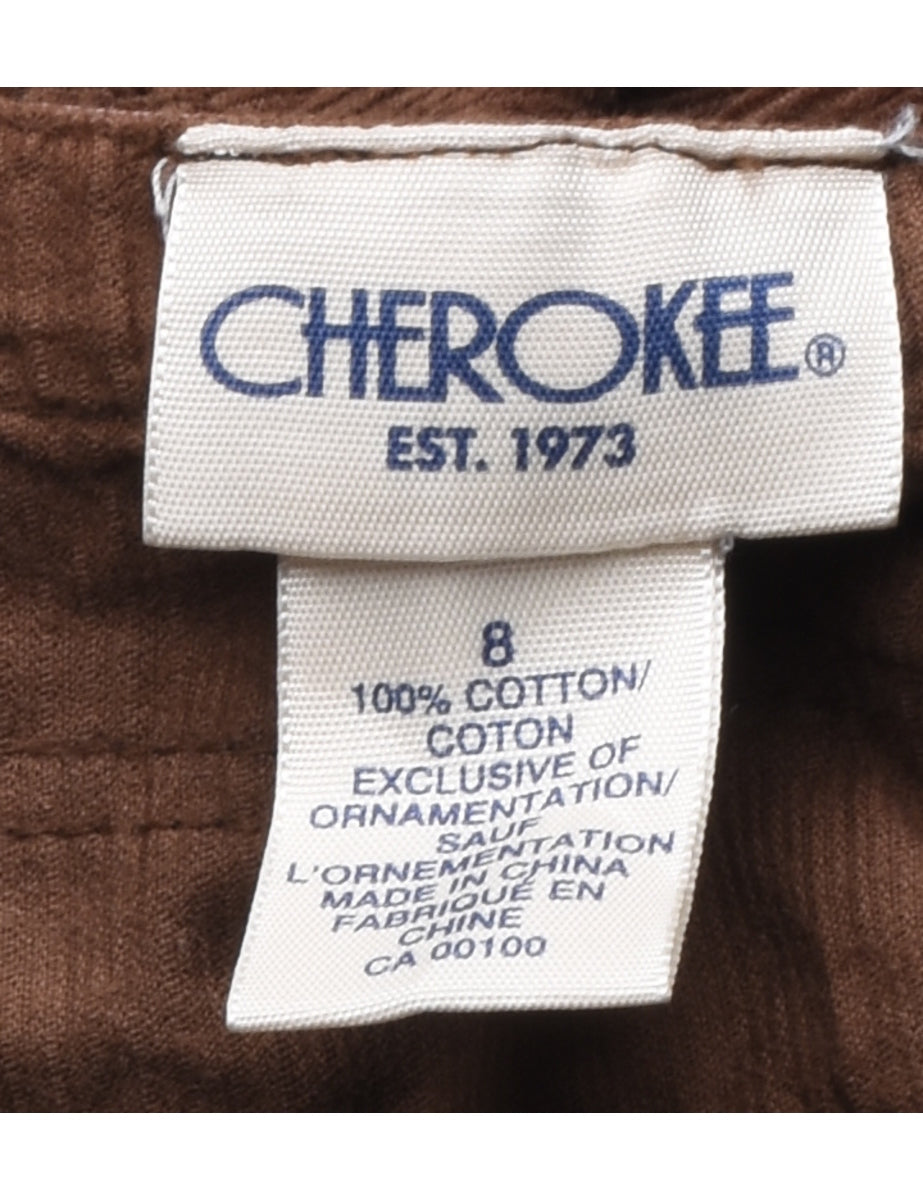 CHEROKEE®
EST. 1973
8
100% COTTON/
COTON
EXCLUSIVE OF
ORNAMENTATION/
SAUF
L'ORNEMENTATION
MADE IN CHINA
FABRIQUÉ EN
CHINE
CA 00100